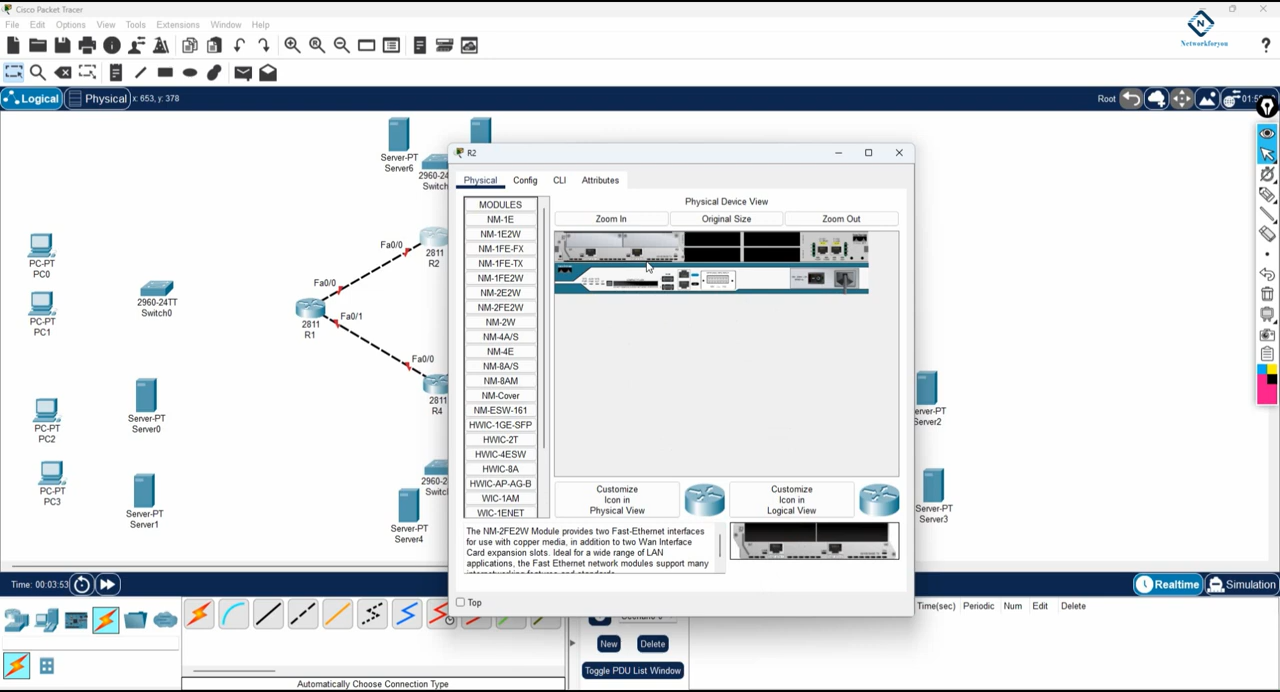 Cisco Packet Tracer
File Edit Options View Tools Extensions Window Help
N
Networkforyou
?
Logical
Physical
x: 653, y: 378
Root
Server-PT
Server6
2960-24
Switch
Fa0/0
2811
R2
PC-PT
PC0
PC-PT
PC1
2960-24TT
Switch0
Fa0/0
2811
R1
Fa0/1
Fa0/0
2811
R4
PC-PT
PC2
Server-PT
Server0
PC-PT
PC3
Server-PT
Server1
2960-2
Switc
Server-PT
Server4
erver-PT
Server2
Server-PT
Server3
R2
Physical Config CLI Attributes
MODULES
NM-1E
NM-1E2W
NM-1FE-FX
NM-1FE-TX
NM-1FE2W
NM-2E2W
NM-2FE2W
NM-2W
NM-4A/S
NM-4E
NM-8A/S
NM-8AM
NM-Cover
NM-ESW-161
HWIC-1GE-SFP
HWIC-2T
HWIC-4ESW
HWIC-8A
HWIC-AP-AG-B
WIC-1AM
WIC-1ENET
Physical Device View
Zoom In Original Size Zoom Out
Customize
Icon in
Physical View
Customize
Icon in
Logical View
The NM-2FE2W Module provides two Fast-Ethernet interfaces
for use with copper media, in addition to two Wan Interface
Card expansion slots. Ideal for a wide range of LAN
applications, the Fast Ethernet network modules support many
Top
Time: 00:03:53
Realtime
Simulation
Time(sec) Periodic Num Edit Delete
New Delete
Toggle PDU List Window
Automatically Choose Connection Type